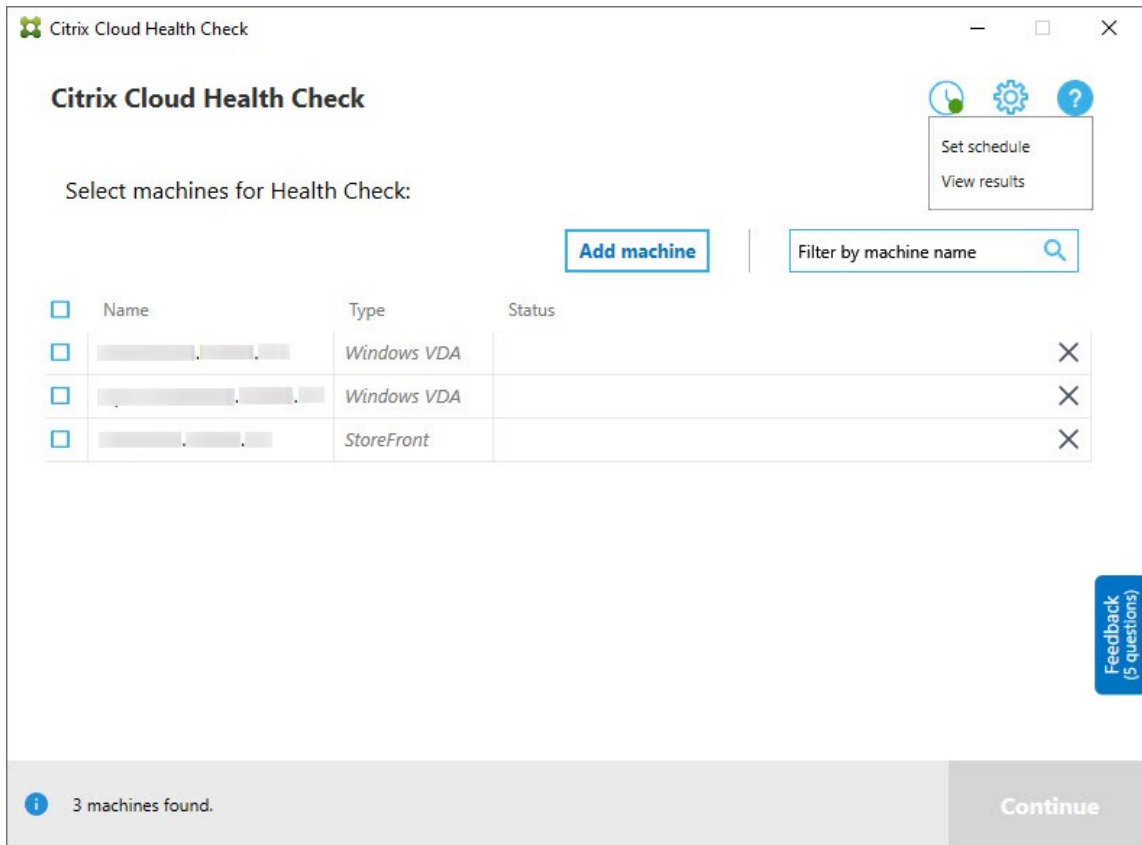 Citrix Cloud Health Check
Citrix Cloud Health Check
?
Set schedule
View results
Select machines for Health Check:
Add machine
Filter by machine name
Name Type Status
Windows VDA
Windows VDA
StoreFront
Feedback
(5 questions)
3 machines found.
Continue